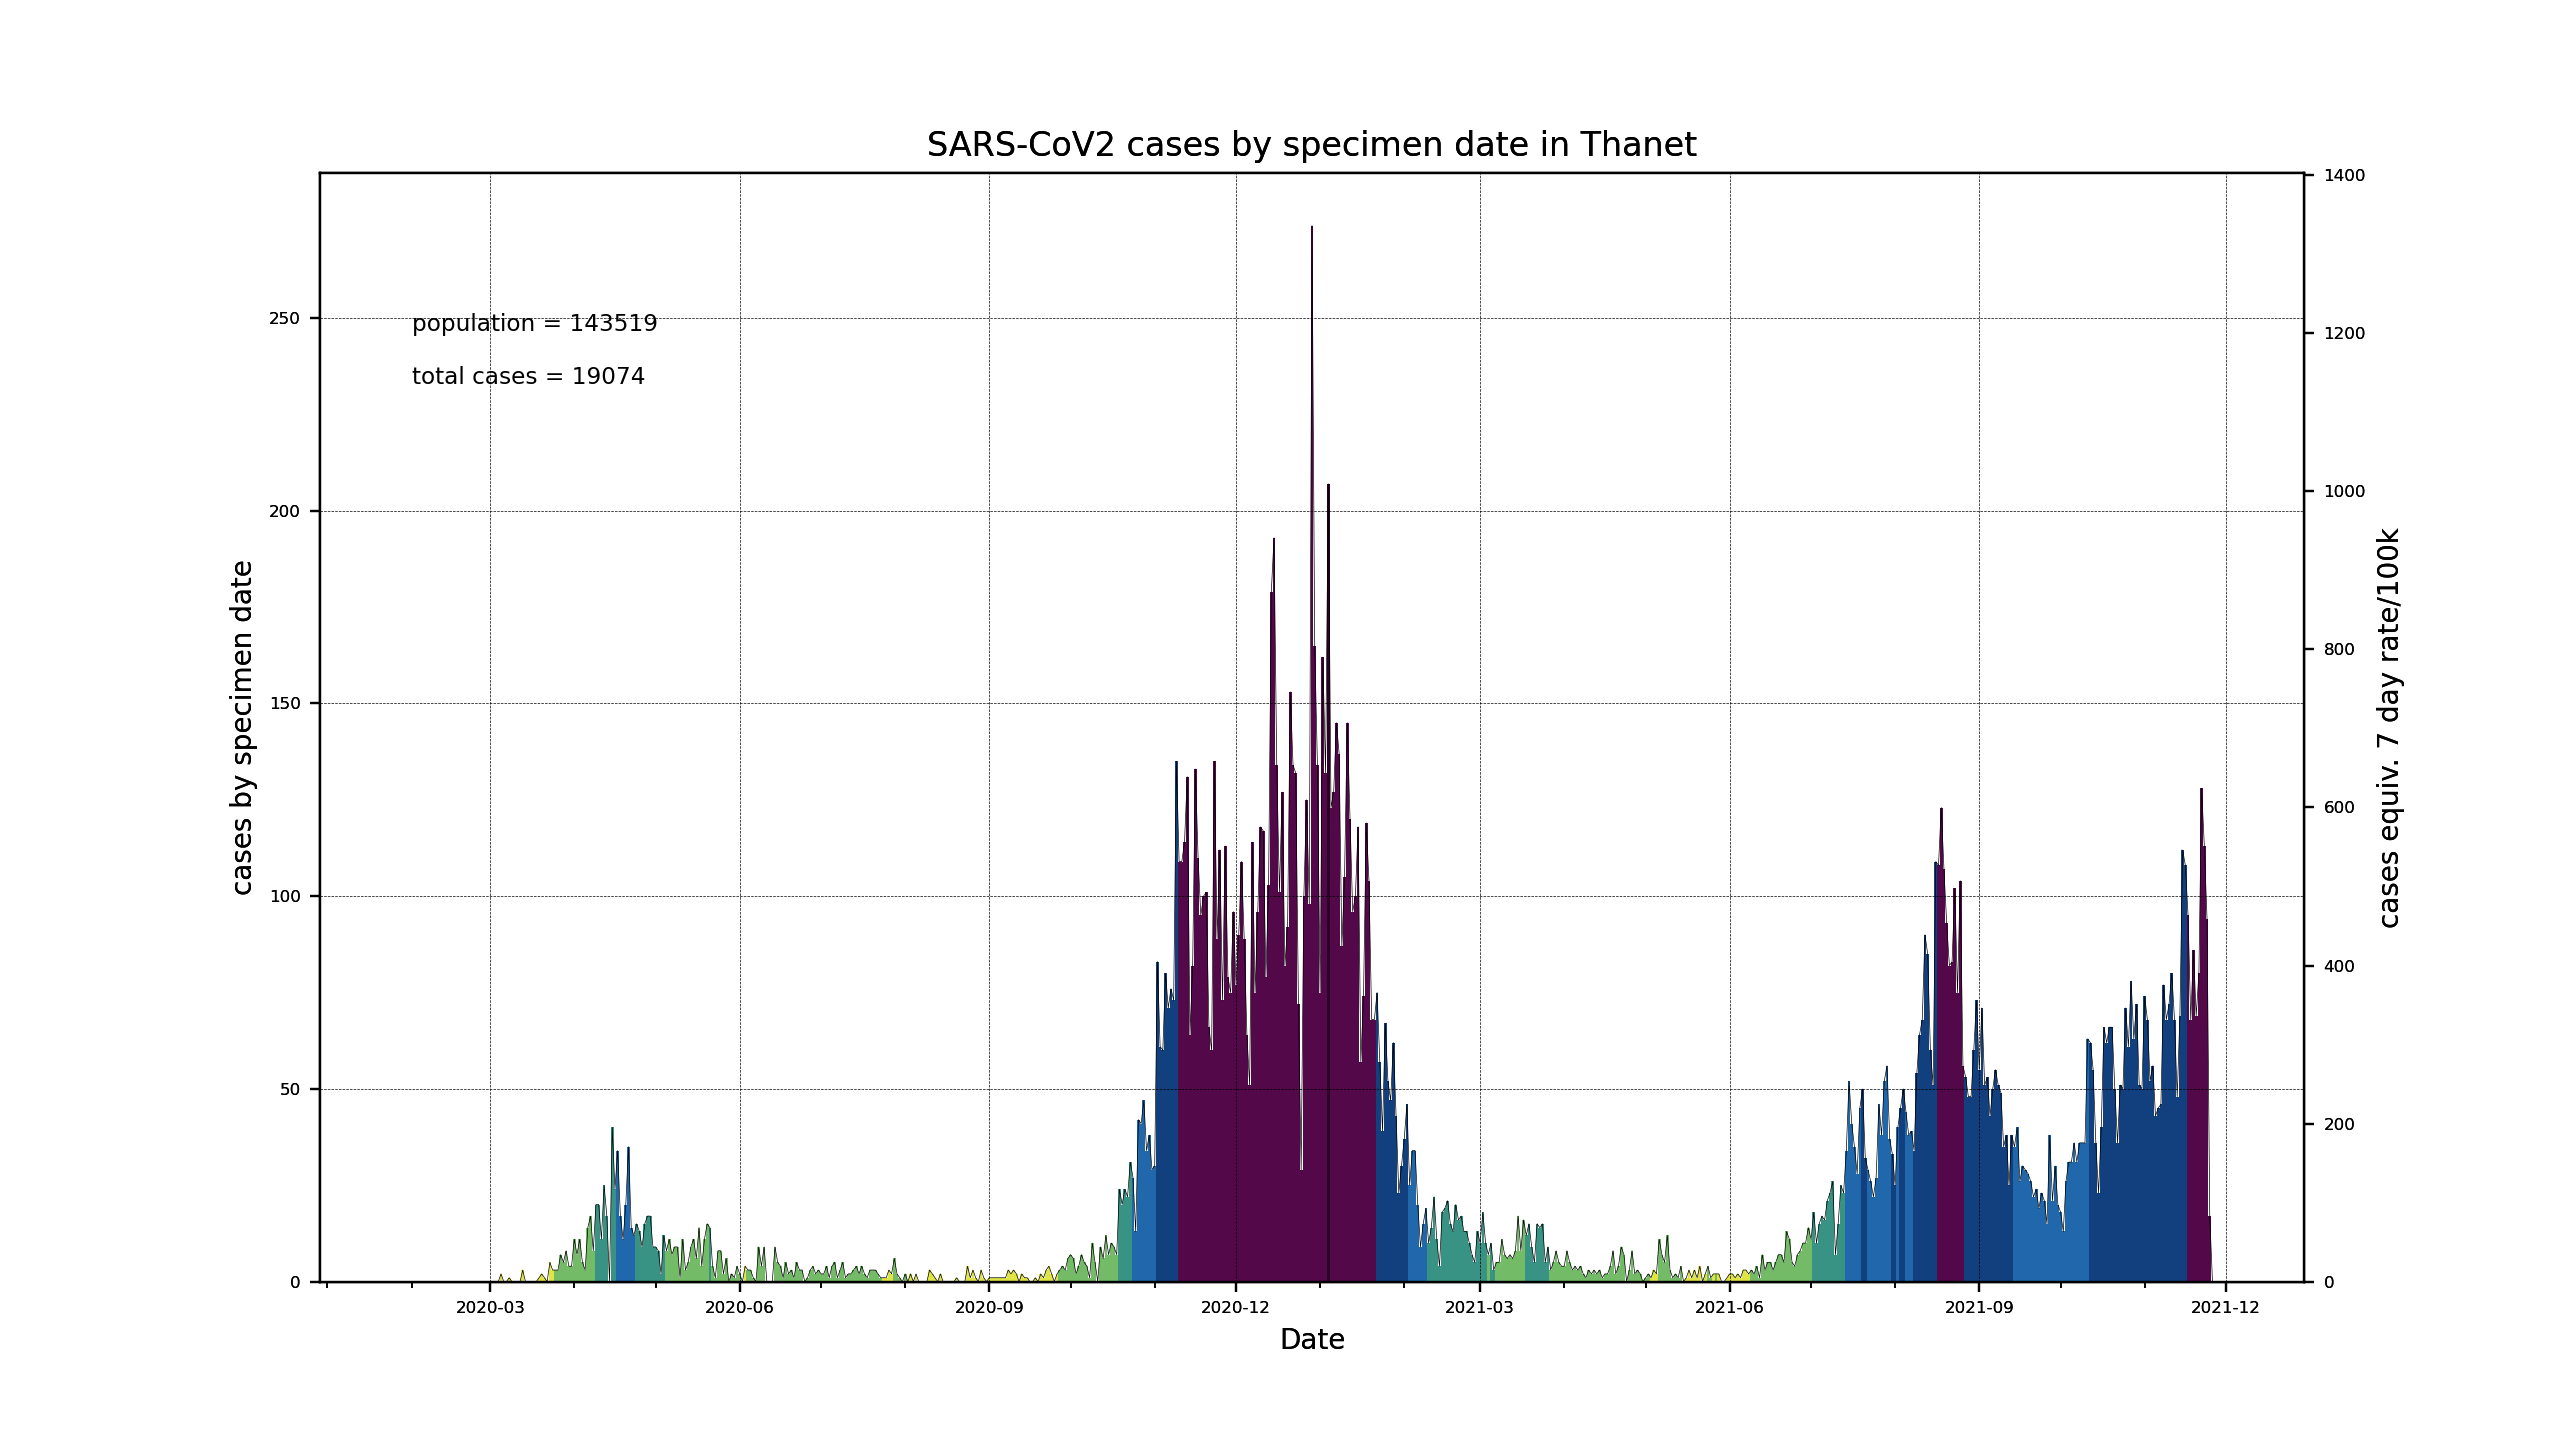 SARS-CoV2 cases by specimen date in Thanet
population = 143519
total cases = 19074
cases by specimen date
250
200
150
100
50
0
1400
1200
1000
800
600
400
200
0
cases equiv. 7 day rate/100k
2020-03 2020-06 2020-09 2020-12 2021-03 2021-06 2021-09 2021-12
Date